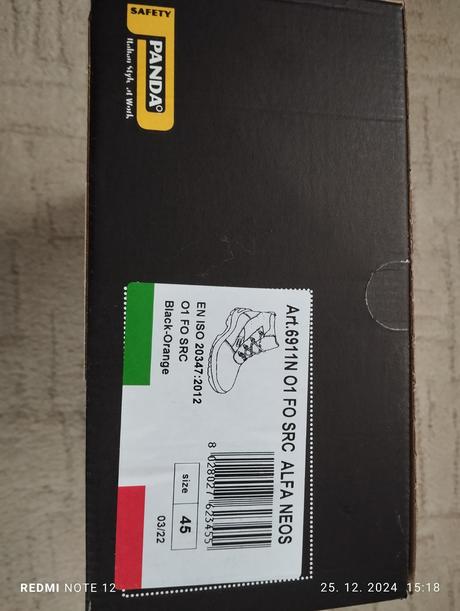 SAFETY
PANDA
Italian Style at Work
Art.6911N O1 FO SRC ALFA NEOS
EN ISO 20347:2012
O1 FO SRC
Black-Orange
8 028027 623455
size 45
03/22
REDMI NOTE 12
25. 12. 2024 15:18